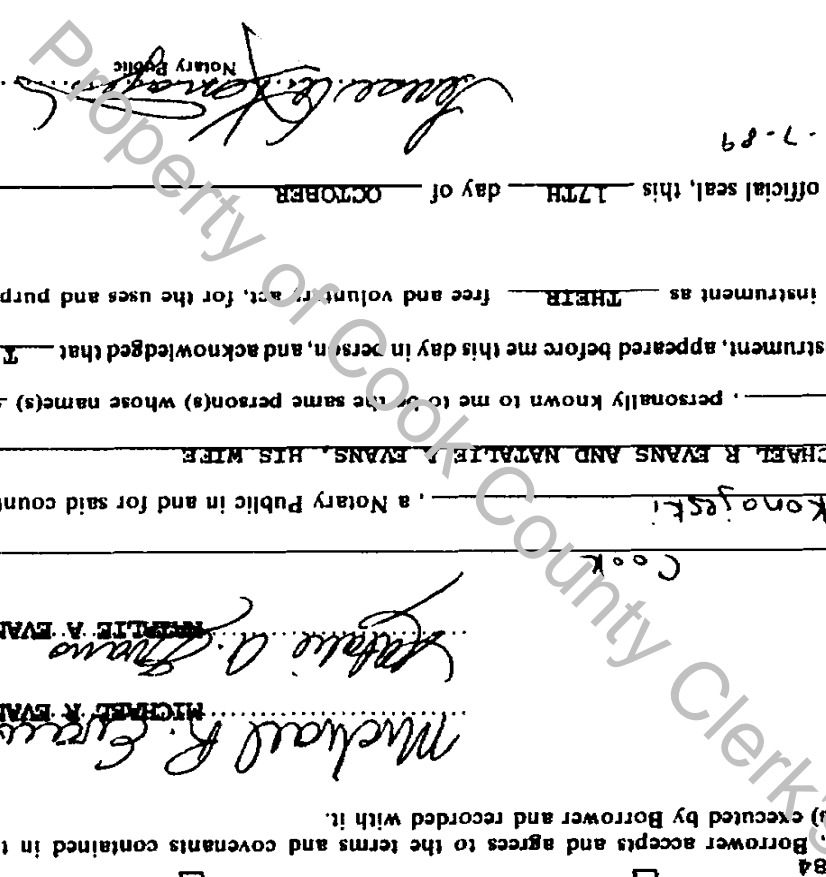 84
. Borrower accepts and agrees to the terms and covenants contained in t
s) executed by Borrower and recorded with it.
Michael R. Evans
MICHAEL R EVAN
Natalie A. Evans
NATALIE A EVAN
Cook
Konajeski , a Notary Public in and for said coun
CHAEL R EVANS AND NATALIE A EVANS, HIS WIFE
, personally known to me to be the same person(s) whose name(s)
strument, appeared before me this day in person, and acknowledged that T
instrument as THEIR free and voluntary act, for the uses and purp
official seal, this 17TH day of OCTOBER
-7-89
Notary Public
Property of Cook County Clerk's